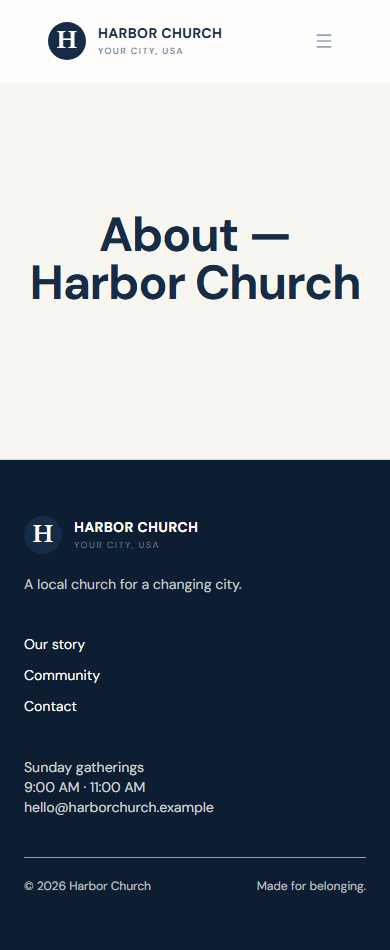 H
HARBOR CHURCH
YOUR CITY, USA
About —
Harbor Church
H
HARBOR CHURCH
YOUR CITY, USA
A local church for a changing city.
Our story
Community
Contact
Sunday gatherings
9:00 AM · 11:00 AM
hello@harborchurch.example
© 2026 Harbor Church
Made for belonging.